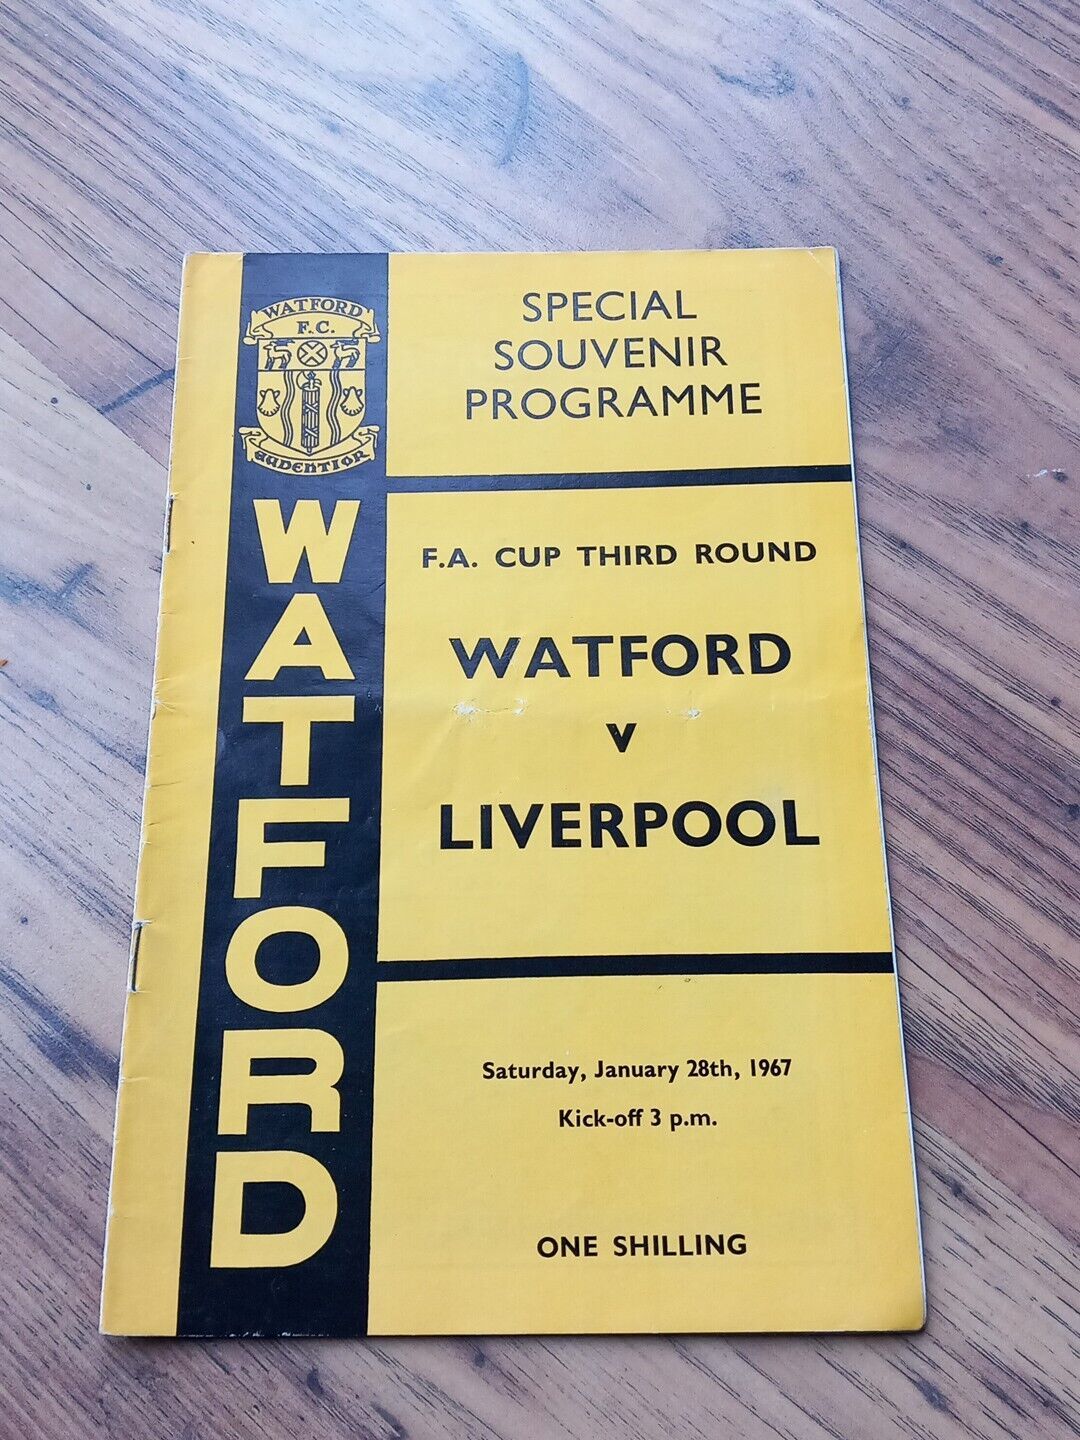 WATFORD
F.C.
AUDENTIOR
WATFORD
SPECIAL
SOUVENIR
PROGRAMME
F.A. CUP THIRD ROUND
WATFORD
v
LIVERPOOL
Saturday, January 28th, 1967
Kick-off 3 p.m.
ONE SHILLING